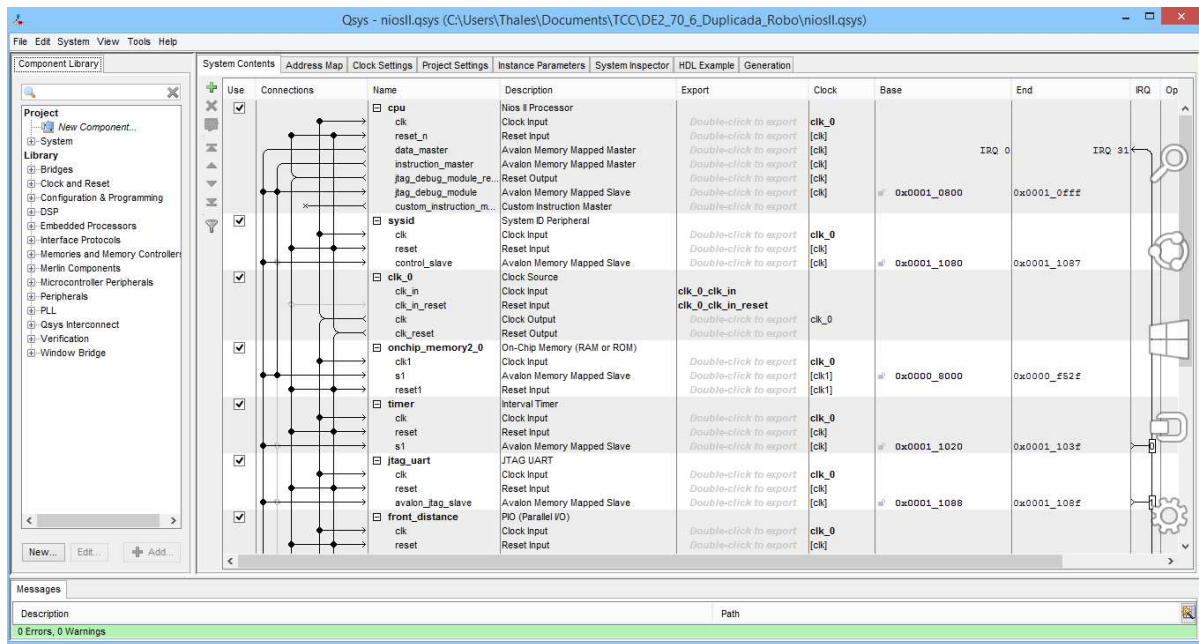 Qsys - niosII.qsys (C:\Users\Thales\Documents\TCC\DE2_70_6_Duplicada_Robo\niosII.qsys)
File Edit System View Tools Help
Component Library
System Contents Address Map Clock Settings Project Settings Instance Parameters System Inspector HDL Example Generation
Project
New Component...
System
Library
Bridges
Clock and Reset
Configuration & Programming
DSP
Embedded Processors
Interface Protocols
Memories and Memory Controllers
Merlin Components
Microcontroller Peripherals
Peripherals
PLL
Qsys Interconnect
Verification
Window Bridge
New... Edit... Add...
Use Connections Name Description Export Clock Base End IRQ Op
cpu Nios II Processor
clk Clock Input Double-click to export clk_0
reset_n Reset Input Double-click to export [clk]
data_master Avalon Memory Mapped Master Double-click to export [clk] IRQ 0 IRQ 31
instruction_master Avalon Memory Mapped Master Double-click to export [clk]
jtag_debug_module_re... Reset Output Double-click to export [clk]
jtag_debug_module Avalon Memory Mapped Slave Double-click to export [clk] 0x0001_0800 0x0001_0fff
custom_instruction_m... Custom Instruction Master Double-click to export
sysid System ID Peripheral
clk Clock Input Double-click to export clk_0
reset Reset Input Double-click to export [clk]
control_slave Avalon Memory Mapped Slave Double-click to export [clk] 0x0001_1080 0x0001_1087
clk_0 Clock Source
clk_in Clock Input clk_0_clk_in
clk_in_reset Reset Input clk_0_clk_in_reset
clk Clock Output Double-click to export clk_0
clk_reset Reset Output Double-click to export
onchip_memory2_0 On-Chip Memory (RAM or ROM)
clk1 Clock Input Double-click to export clk_0
s1 Avalon Memory Mapped Slave Double-click to export [clk1] 0x0000_8000 0x0000_f52f
reset1 Reset Input Double-click to export [clk1]
timer Interval Timer
clk Clock Input Double-click to export clk_0
reset Reset Input Double-click to export [clk]
s1 Avalon Memory Mapped Slave Double-click to export [clk] 0x0001_1020 0x0001_103f 0
jtag_uart JTAG UART
clk Clock Input Double-click to export clk_0
reset Reset Input Double-click to export [clk]
avalon_jtag_slave Avalon Memory Mapped Slave Double-click to export [clk] 0x0001_1088 0x0001_108f 1
front_distance PIO (Parallel I/O)
clk Clock Input Double-click to export clk_0
reset Reset Input Double-click to export [clk]
Messages
Description Path
0 Errors, 0 Warnings